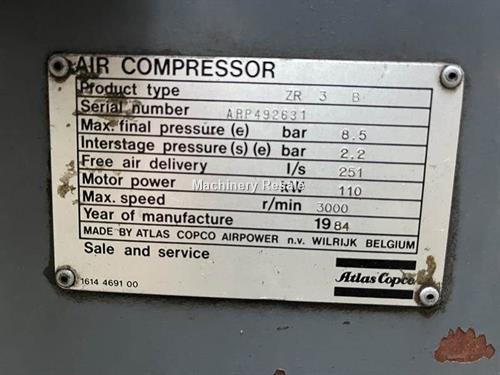 AIR COMPRESSOR
Product type ZR 3 B
Serial number ARP492631
Max. final pressure (e) bar 8.5
Interstage pressure (s) (e) bar 2.2
Free air delivery l/s 251
Motor power kW 110
Machinery Resale
Max. speed r/min 3000
Year of manufacture 1984
MADE BY ATLAS COPCO AIRPOWER n.v. WILRIJK BELGIUM
Sale and service
Atlas Copco
1614 4691 00